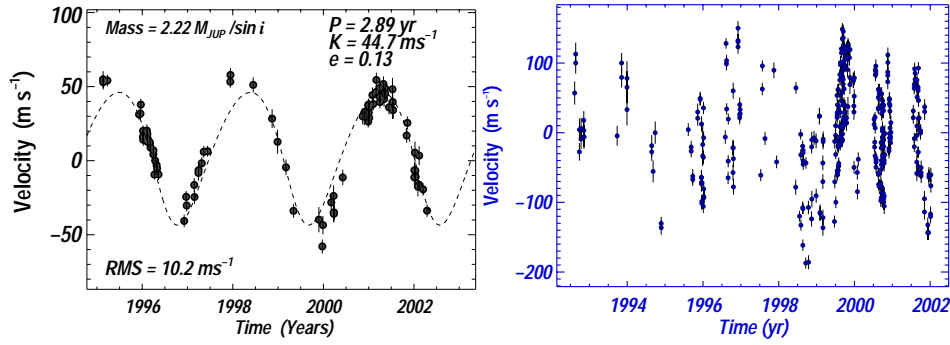 Mass = 2.22 M_JUP /sin i
P = 2.89 yr
K = 44.7 ms⁻¹
e = 0.13
100
50
0
−50
Velocity (m s⁻¹)
RMS = 10.2 ms⁻¹
1996 1998 2000 2002
Time (Years)
100
0
−100
−200
Velocity (m s⁻¹)
1994 1996 1998 2000 2002
Time (yr)